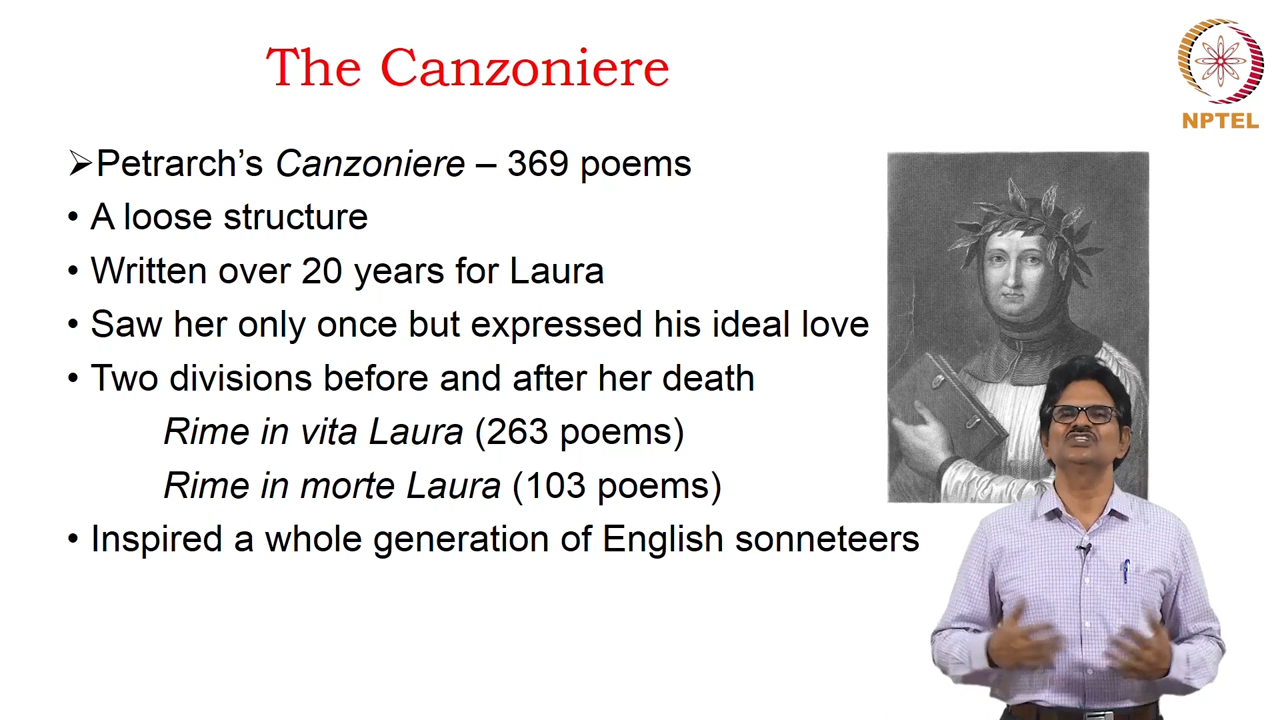 The Canzoniere
NPTEL
➢Petrarch’s Canzoniere – 369 poems
• A loose structure
• Written over 20 years for Laura
• Saw her only once but expressed his ideal love
• Two divisions before and after her death
Rime in vita Laura (263 poems)
Rime in morte Laura (103 poems)
• Inspired a whole generation of English sonneteers